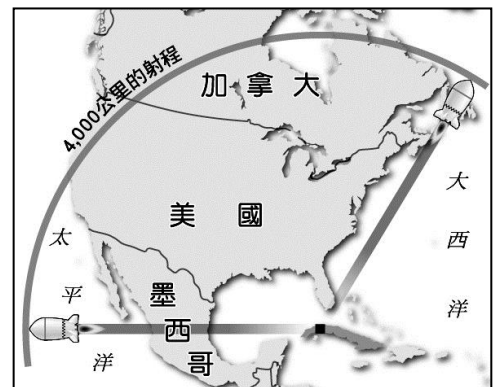 加拿大
4,000公里的射程
美國
大西洋
太平洋
墨西哥